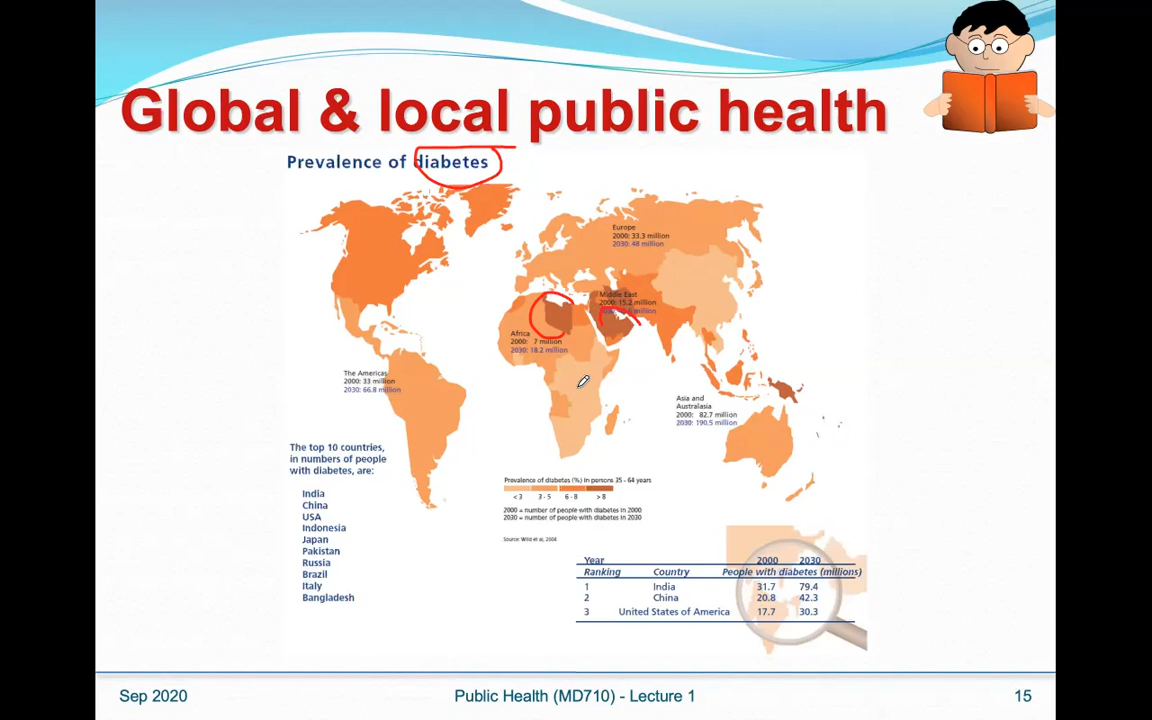 Global & local public health
Prevalence of diabetes
Europe
2000: 33.3 million
2030: 48 million
Middle East
2000: 15.2 million
million
Africa
2000: 7 million
2030: 18.2 million
The Americas
2000: 33 million
2030: 66.8 million
Asia and
Australasia
2000: 82.7 million
2030: 190.5 million
The top 10 countries,
in numbers of people
with diabetes, are:
India
China
USA
Indonesia
Japan
Pakistan
Russia
Brazil
Italy
Bangladesh
Prevalence of diabetes (%) in persons 35 - 64 years
< 3 3 - 5 6 - 8 > 8
2000 = number of people with diabetes in 2000
2030 = number of people with diabetes in 2030
Source: Wild et al, 2004
Year 2000 2030
Ranking Country People with diabetes (millions)
1 India 31.7 79.4
2 China 20.8 42.3
3 United States of America 17.7 30.3
Sep 2020
Public Health (MD710) - Lecture 1
15